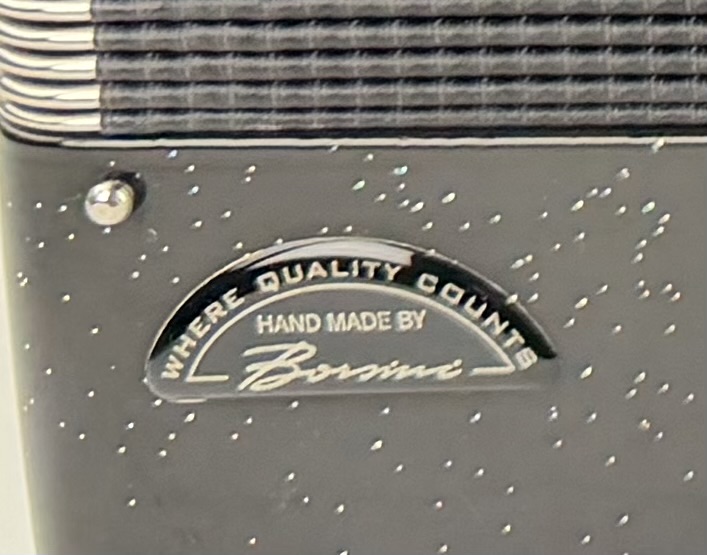 WHERE QUALITY COUNTS
HAND MADE BY
Borsini